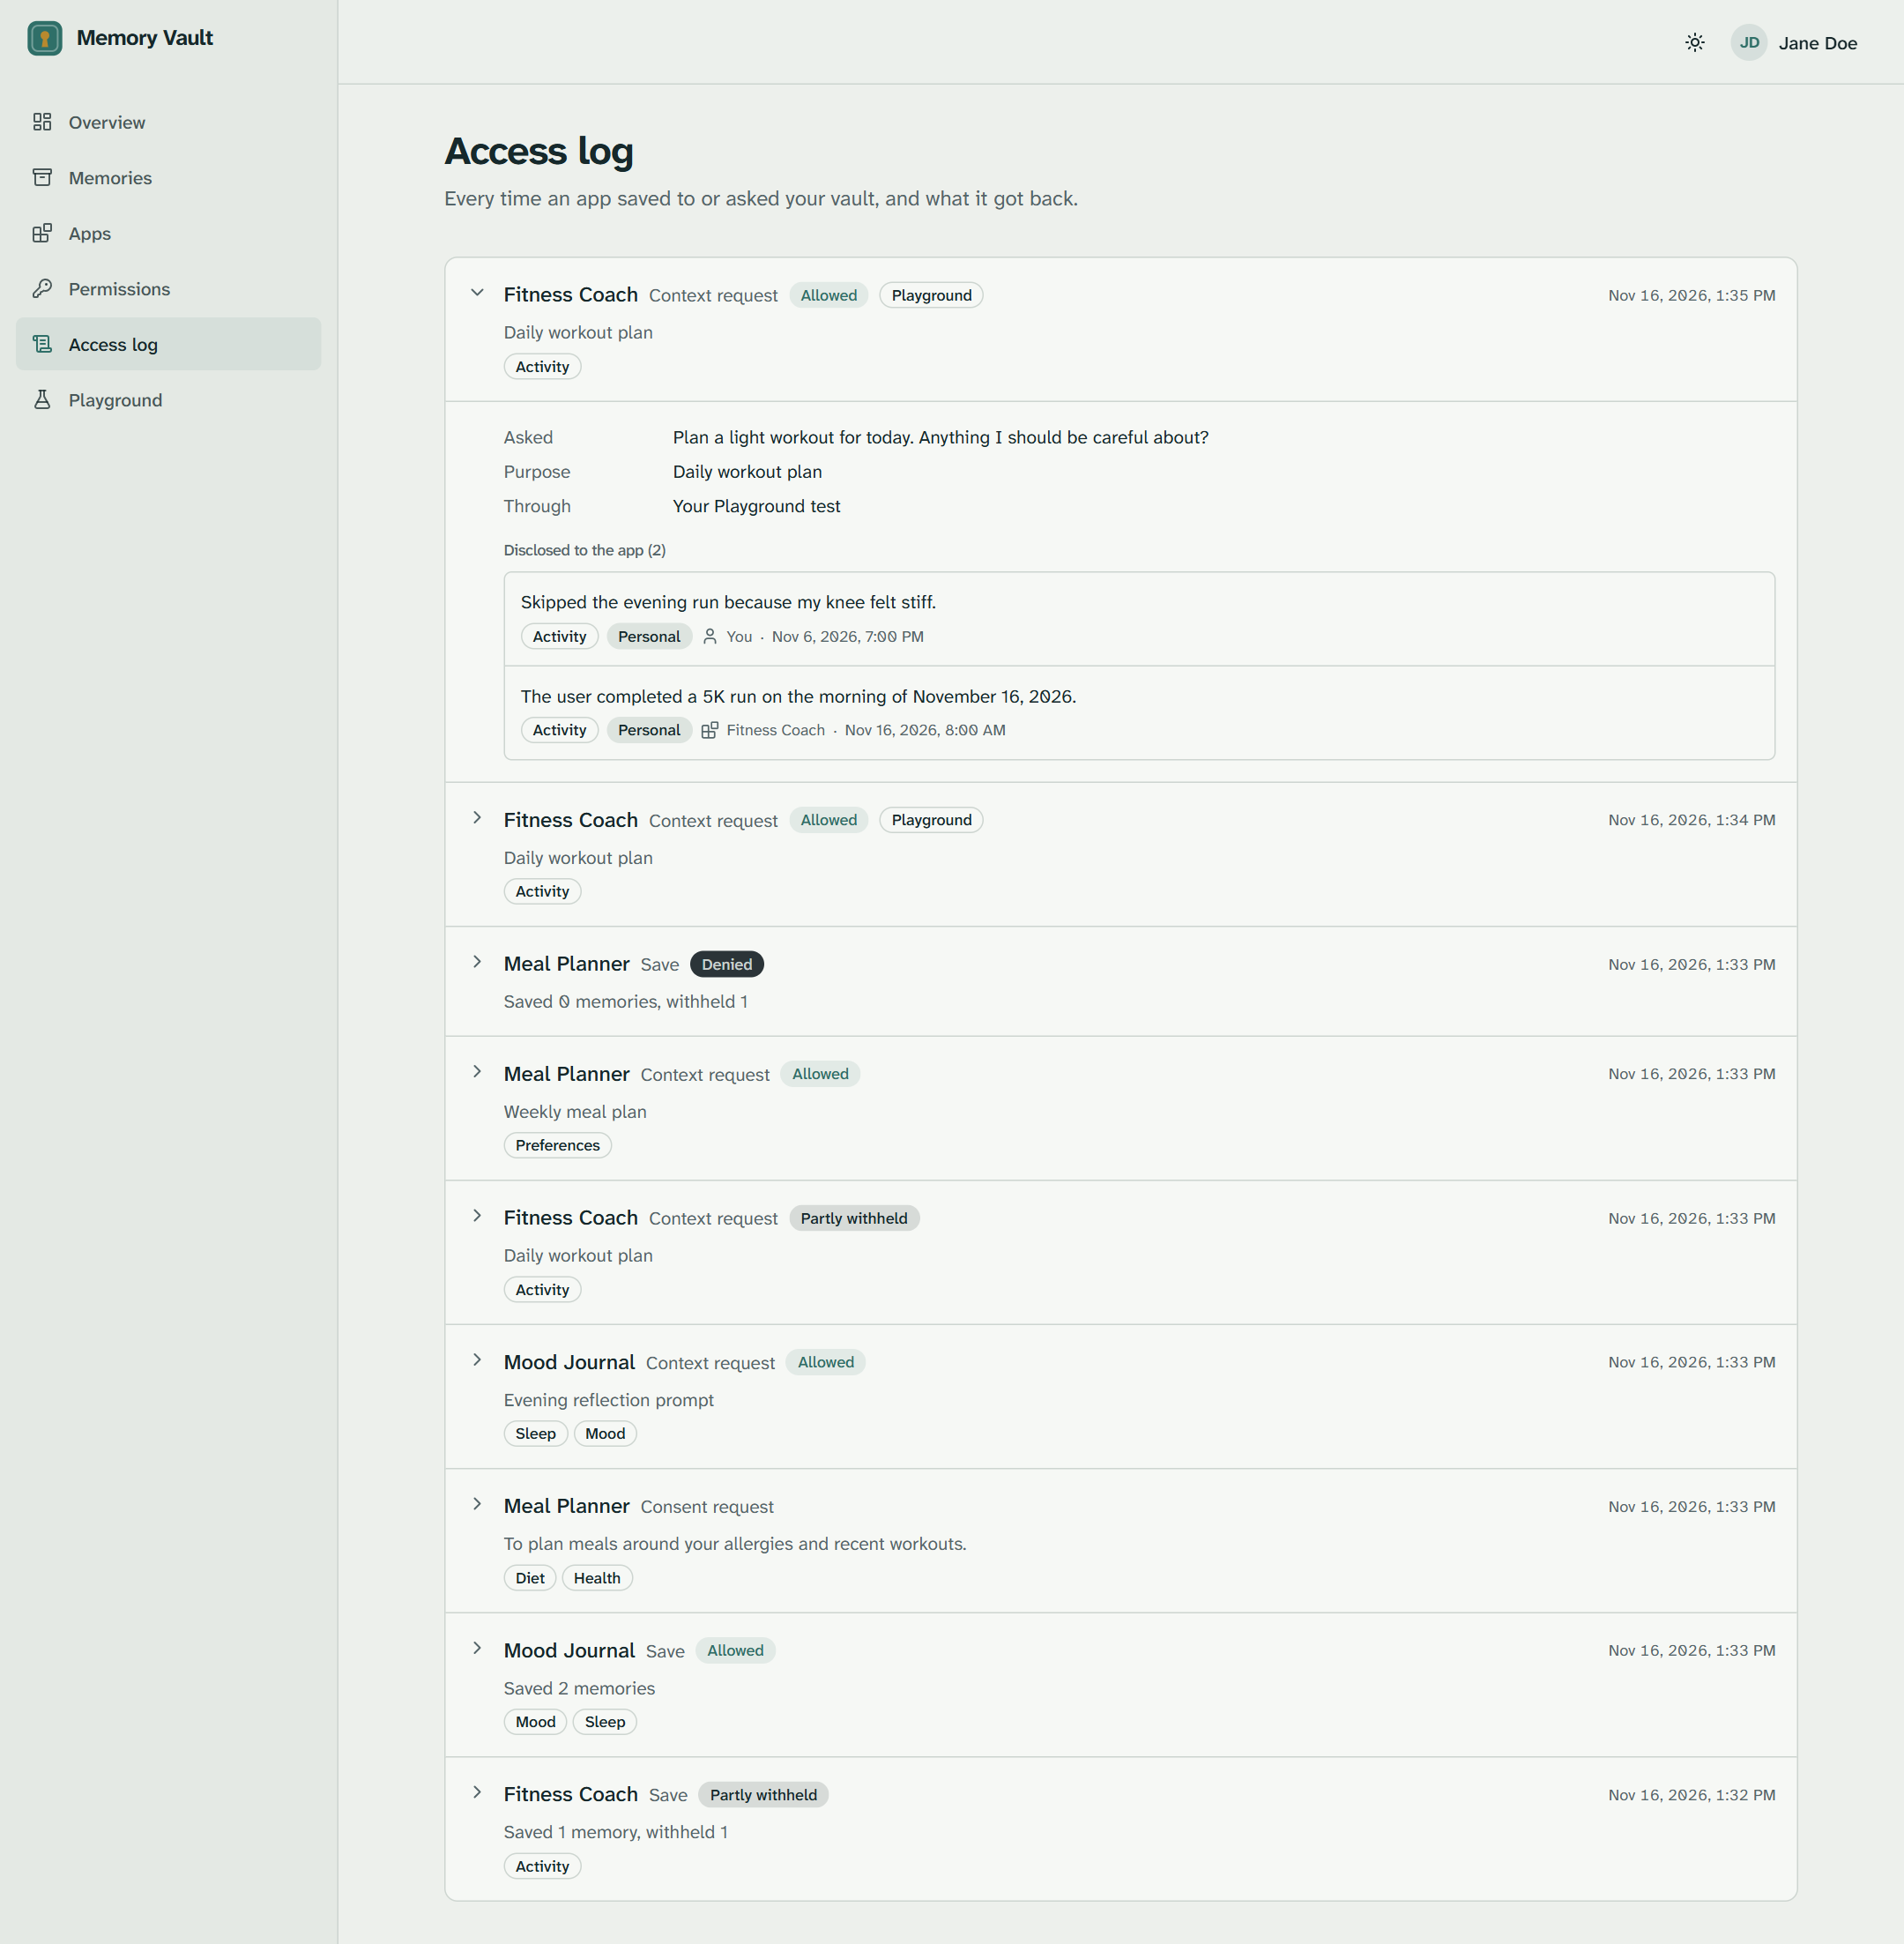 Memory Vault
JD Jane Doe
Overview
Memories
Apps
Permissions
Access log
Playground
Access log
Every time an app saved to or asked your vault, and what it got back.
Fitness Coach Context request Allowed Playground Nov 16, 2026, 1:35 PM
Daily workout plan
Activity
Asked Plan a light workout for today. Anything I should be careful about?
Purpose Daily workout plan
Through Your Playground test
Disclosed to the app (2)
Skipped the evening run because my knee felt stiff.
Activity Personal You · Nov 6, 2026, 7:00 PM
The user completed a 5K run on the morning of November 16, 2026.
Activity Personal Fitness Coach · Nov 16, 2026, 8:00 AM
Fitness Coach Context request Allowed Playground Nov 16, 2026, 1:34 PM
Daily workout plan
Activity
Meal Planner Save Denied Nov 16, 2026, 1:33 PM
Saved 0 memories, withheld 1
Meal Planner Context request Allowed Nov 16, 2026, 1:33 PM
Weekly meal plan
Preferences
Fitness Coach Context request Partly withheld Nov 16, 2026, 1:33 PM
Daily workout plan
Activity
Mood Journal Context request Allowed Nov 16, 2026, 1:33 PM
Evening reflection prompt
Sleep Mood
Meal Planner Consent request Nov 16, 2026, 1:33 PM
To plan meals around your allergies and recent workouts.
Diet Health
Mood Journal Save Allowed Nov 16, 2026, 1:33 PM
Saved 2 memories
Mood Sleep
Fitness Coach Save Partly withheld Nov 16, 2026, 1:32 PM
Saved 1 memory, withheld 1
Activity